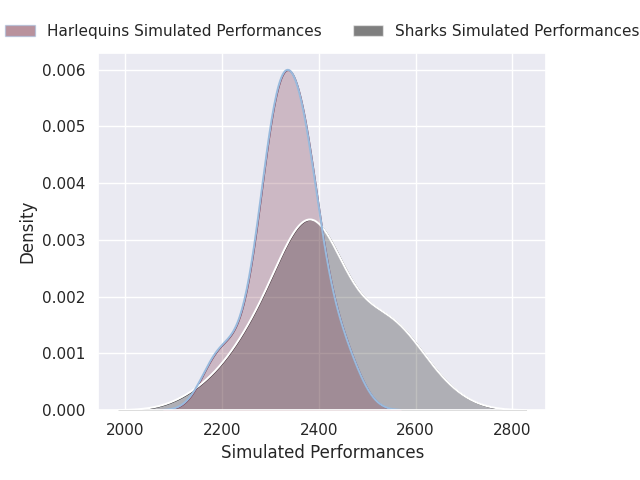 Harlequins Simulated Performances Sharks Simulated Performances
0.006
0.005
0.004
0.003
0.002
0.001
0.000
Density
2000 2200 2400 2600 2800
Simulated Performances